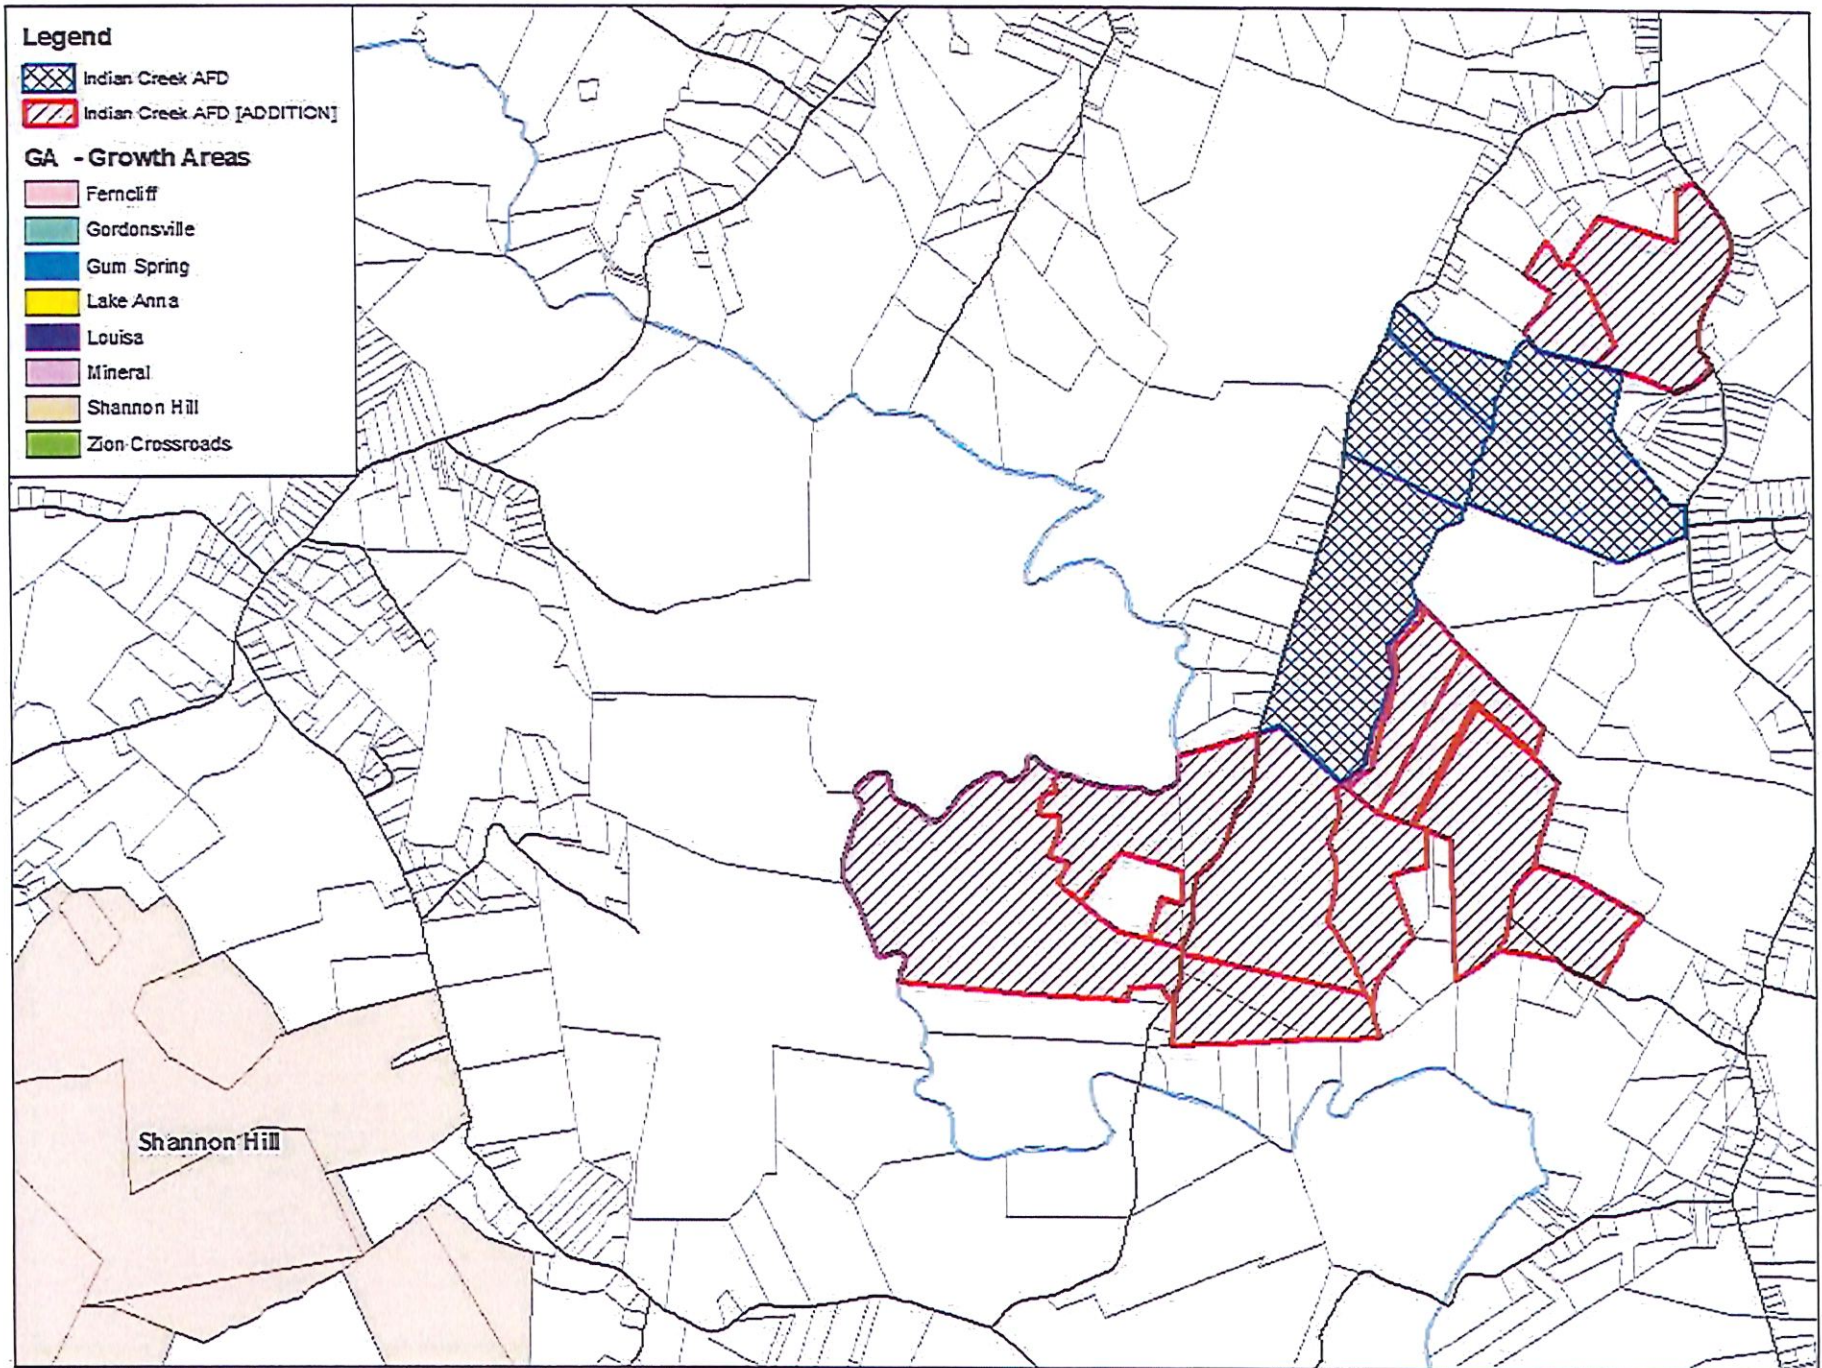 Legend
Indian Creek AFD
Indian Creek AFD [ADDITION]
GA - Growth Areas
Ferncliff
Gordonsville
Gum Spring
Lake Anna
Louisa
Mineral
Shannon Hill
Zion Crossroads
Shannon Hill